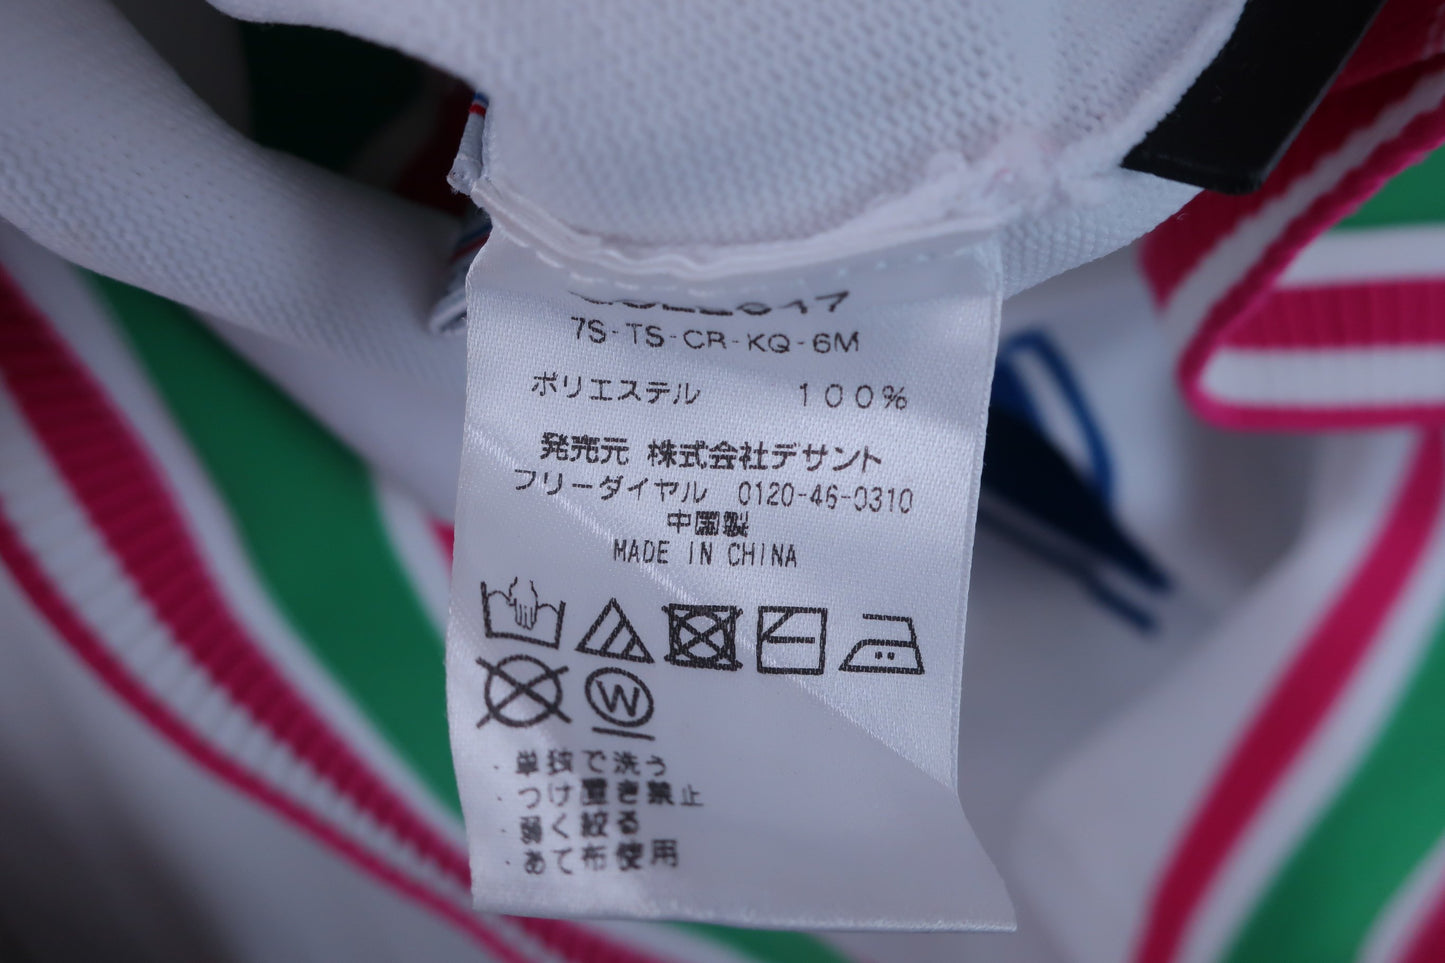 7S-TS-CR-KQ-6M
ポリエステル 100%
発売元 株式会社デサント
フリーダイヤル 0120-46-0310
中国製
MADE IN CHINA
W
・単独で洗う
・つけ置き禁止
・弱く絞る
・あて布使用